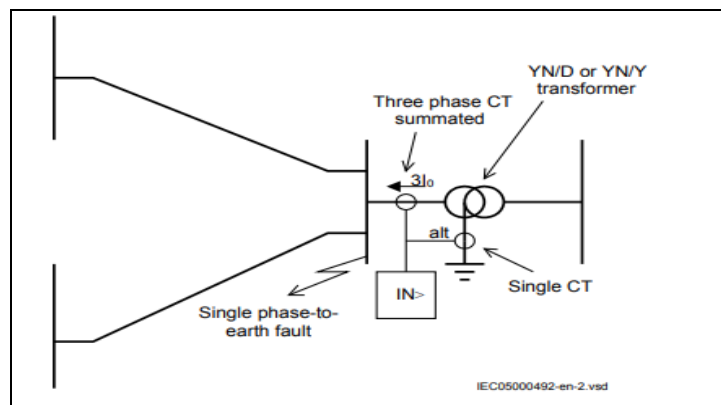 YN/D or YN/Y
transformer
Three phase CT
summated
3I0
alt
IN>
Single CT
Single phase-to-
earth fault
IEC05000492-en-2.vsd